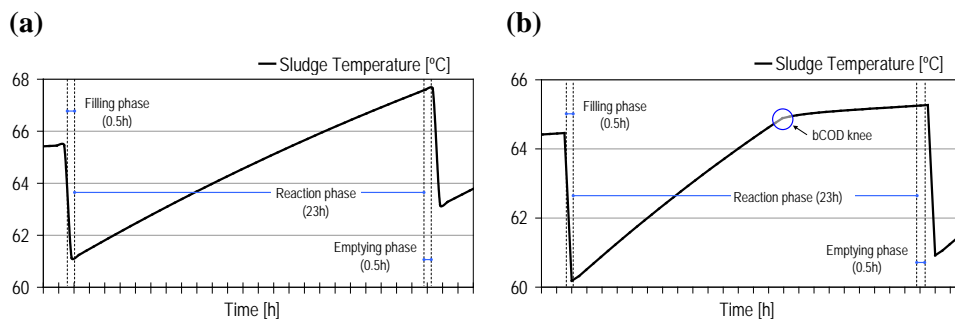 (a)
Sludge Temperature [ºC]
68
66
64
62
60
Filling phase
(0.5h)
Reaction phase
(23h)
Emptying phase
(0.5h)
Time [h]
(b)
Sludge Temperature [ºC]
66
64
62
60
Filling phase
(0.5h)
bCOD knee
Reaction phase (23h)
Emptying phase
(0.5h)
Time [h]